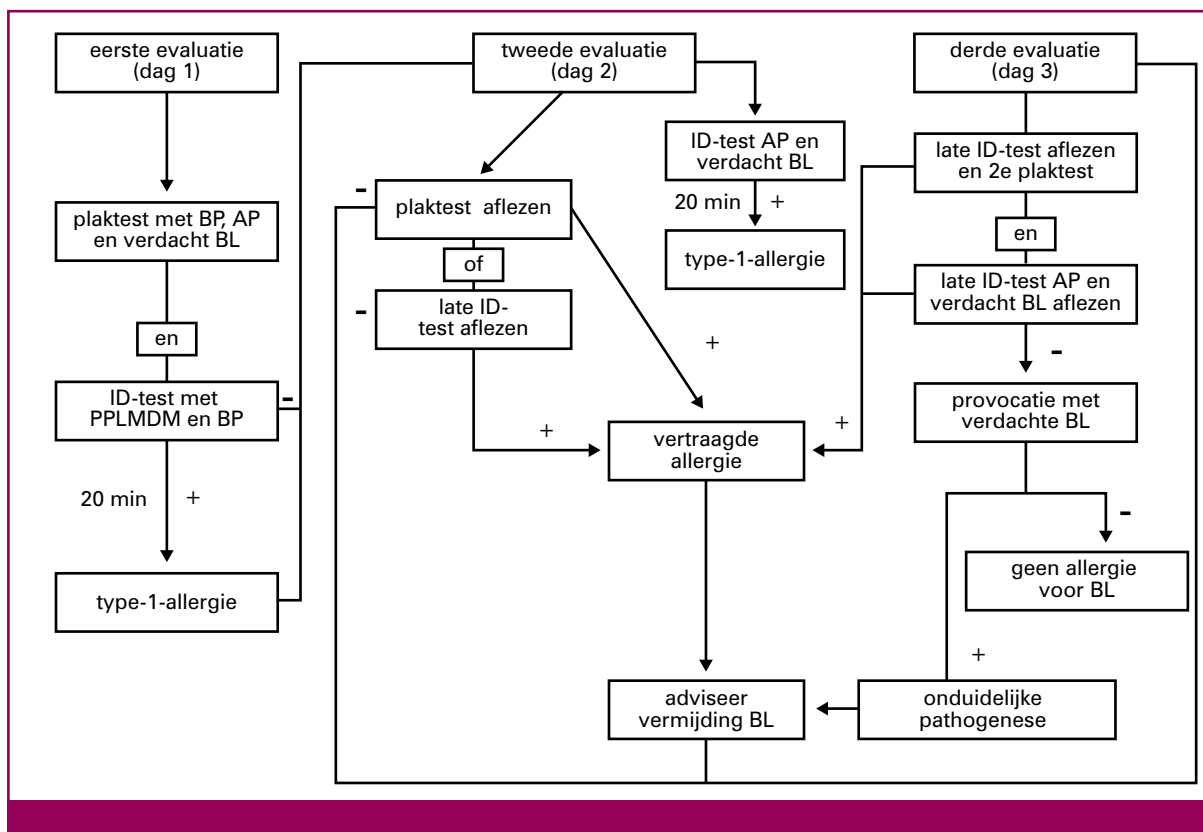 eerste evaluatie
(dag 1)
plaktest met BP, AP
en verdacht BL
en
ID-test met
PPLMDM en BP
-
20 min +
type-1-allergie
tweede evaluatie
(dag 2)
-
plaktest aflezen
of
-
late ID-
test aflezen
+
+
ID-test AP en
verdacht BL
20 min +
type-1-allergie
vertraagde
allergie
adviseer
vermijding BL
derde evaluatie
(dag 3)
late ID-test aflezen
en 2e plaktest
en
late ID-test AP en
verdacht BL aflezen
+
-
provocatie met
verdachte BL
-
geen allergie
voor BL
+
onduidelijke
pathogenese